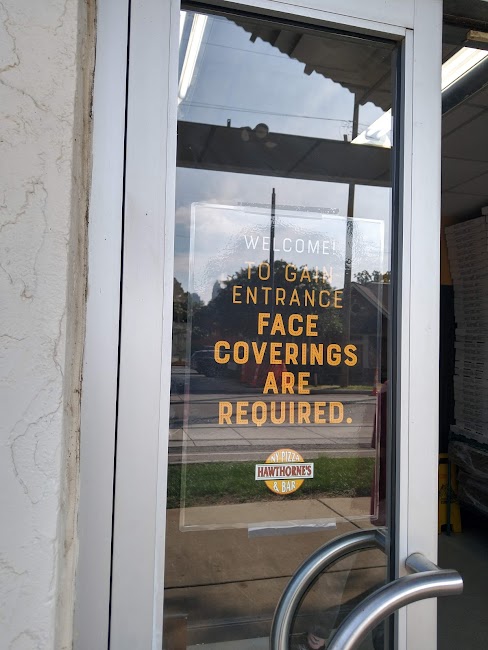 WELCOME!
TO GAIN
ENTRANCE
FACE
COVERINGS
ARE
REQUIRED.
NY PIZZA
HAWTHORNE'S
& BAR